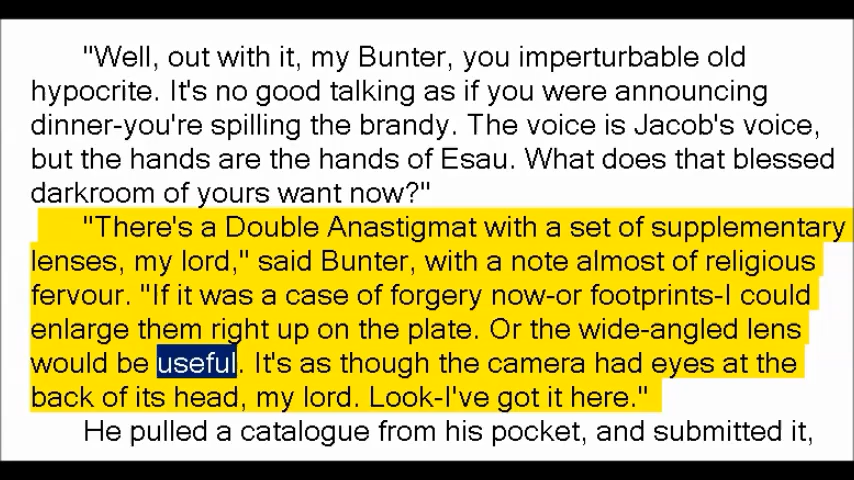 "Well, out with it, my Bunter, you imperturbable old
hypocrite. It's no good talking as if you were announcing
dinner-you're spilling the brandy. The voice is Jacob's voice,
but the hands are the hands of Esau. What does that blessed
darkroom of yours want now?"
"There's a Double Anastigmat with a set of supplementary
lenses, my lord," said Bunter, with a note almost of religious
fervour. "If it was a case of forgery now-or footprints-I could
enlarge them right up on the plate. Or the wide-angled lens
would be useful. It's as though the camera had eyes at the
back of its head, my lord. Look-I've got it here."
He pulled a catalogue from his pocket, and submitted it,